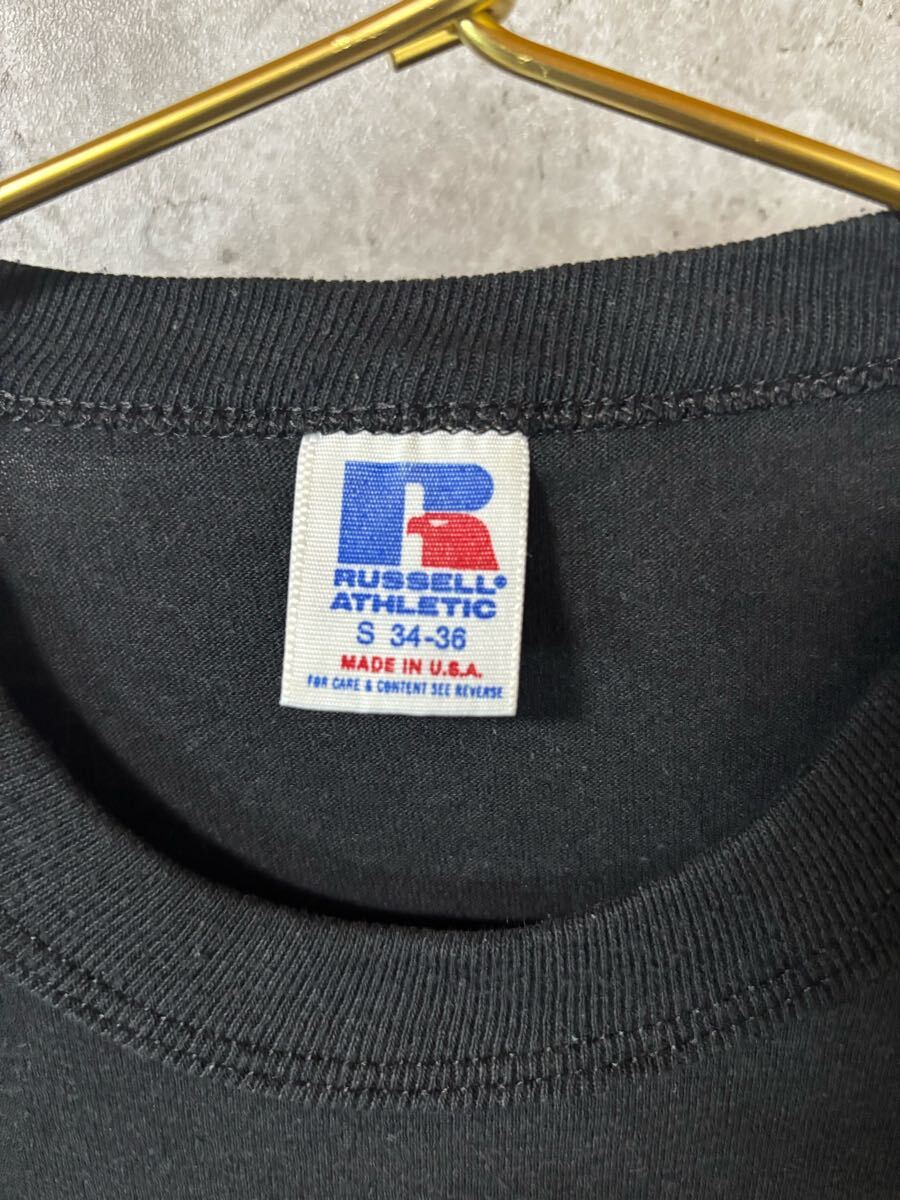 R
RUSSELL®
ATHLETIC
S 34-36
MADE IN U.S.A.
FOR CARE & CONTENT SEE REVERSE